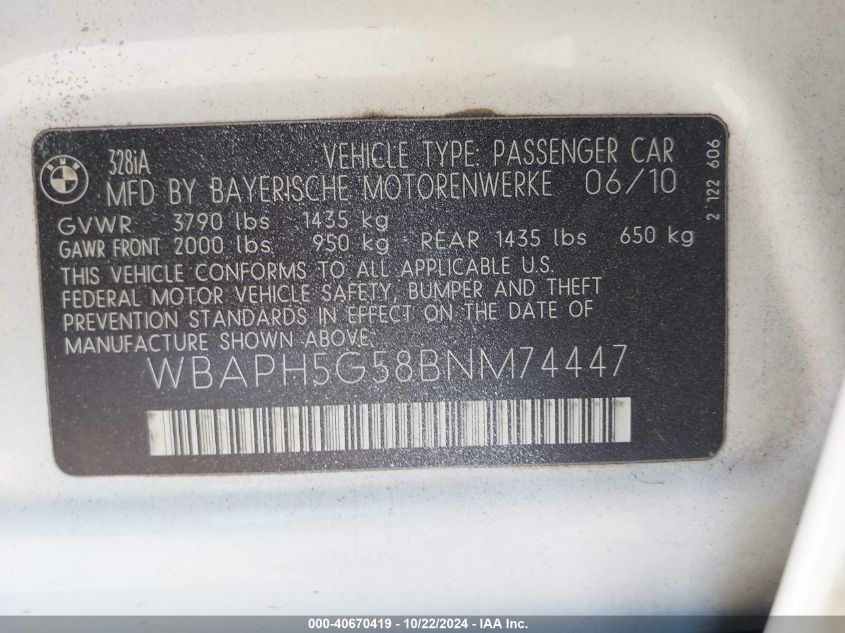 BMW
328iA VEHICLE TYPE: PASSENGER CAR
MFD BY BAYERISCHE MOTORENWERKE 06/10
GVWR 3790 lbs 1435 kg
GAWR FRONT 2000 lbs 950 kg REAR 1435 lbs 650 kg
THIS VEHICLE CONFORMS TO ALL APPLICABLE U.S.
FEDERAL MOTOR VEHICLE SAFETY, BUMPER AND THEFT
PREVENTION STANDARDS IN EFFECT ON THE DATE OF
MANUFACTURE SHOWN ABOVE:
WBAPH5G58BNM74447
2 122 606
000-40670419 - 10/22/2024 - IAA Inc.